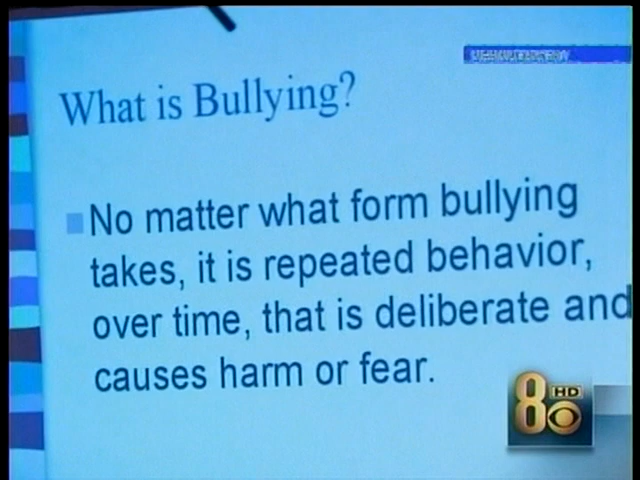 What is Bullying?
No matter what form bullying
takes, it is repeated behavior,
over time, that is deliberate and
causes harm or fear.
8 HD